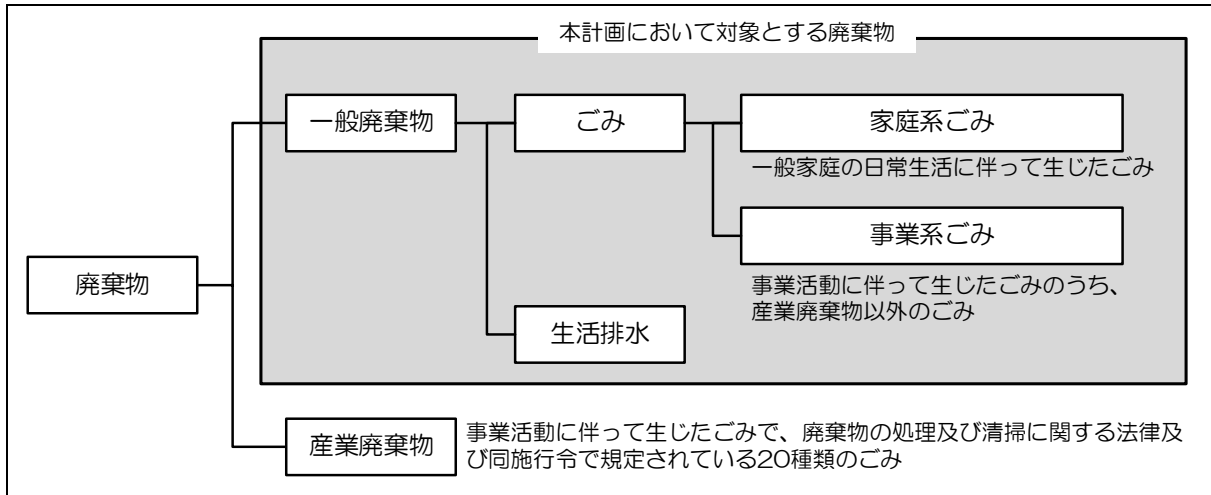 本計画において対象とする廃棄物
一般廃棄物
ごみ
家庭系ごみ
一般家庭の日常生活に伴って生じたごみ
事業系ごみ
事業活動に伴って生じたごみのうち、
産業廃棄物以外のごみ
廃棄物
生活排水
産業廃棄物
事業活動に伴って生じたごみで、廃棄物の処理及び清掃に関する法律及
び同施行令で規定されている20種類のごみ